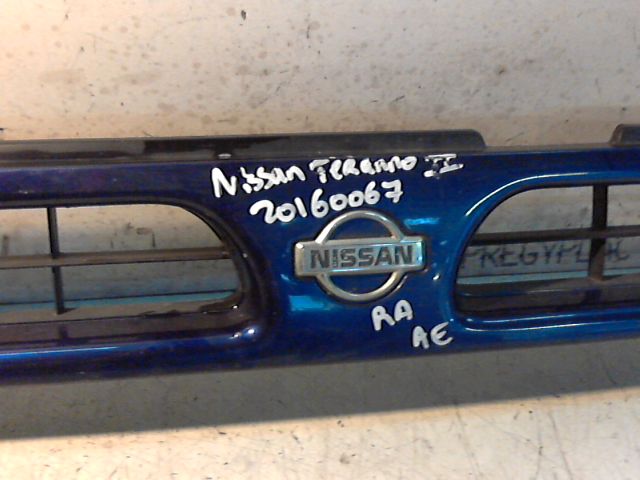 Nissan Terrano II
20160067
NISSAN
RA
AE